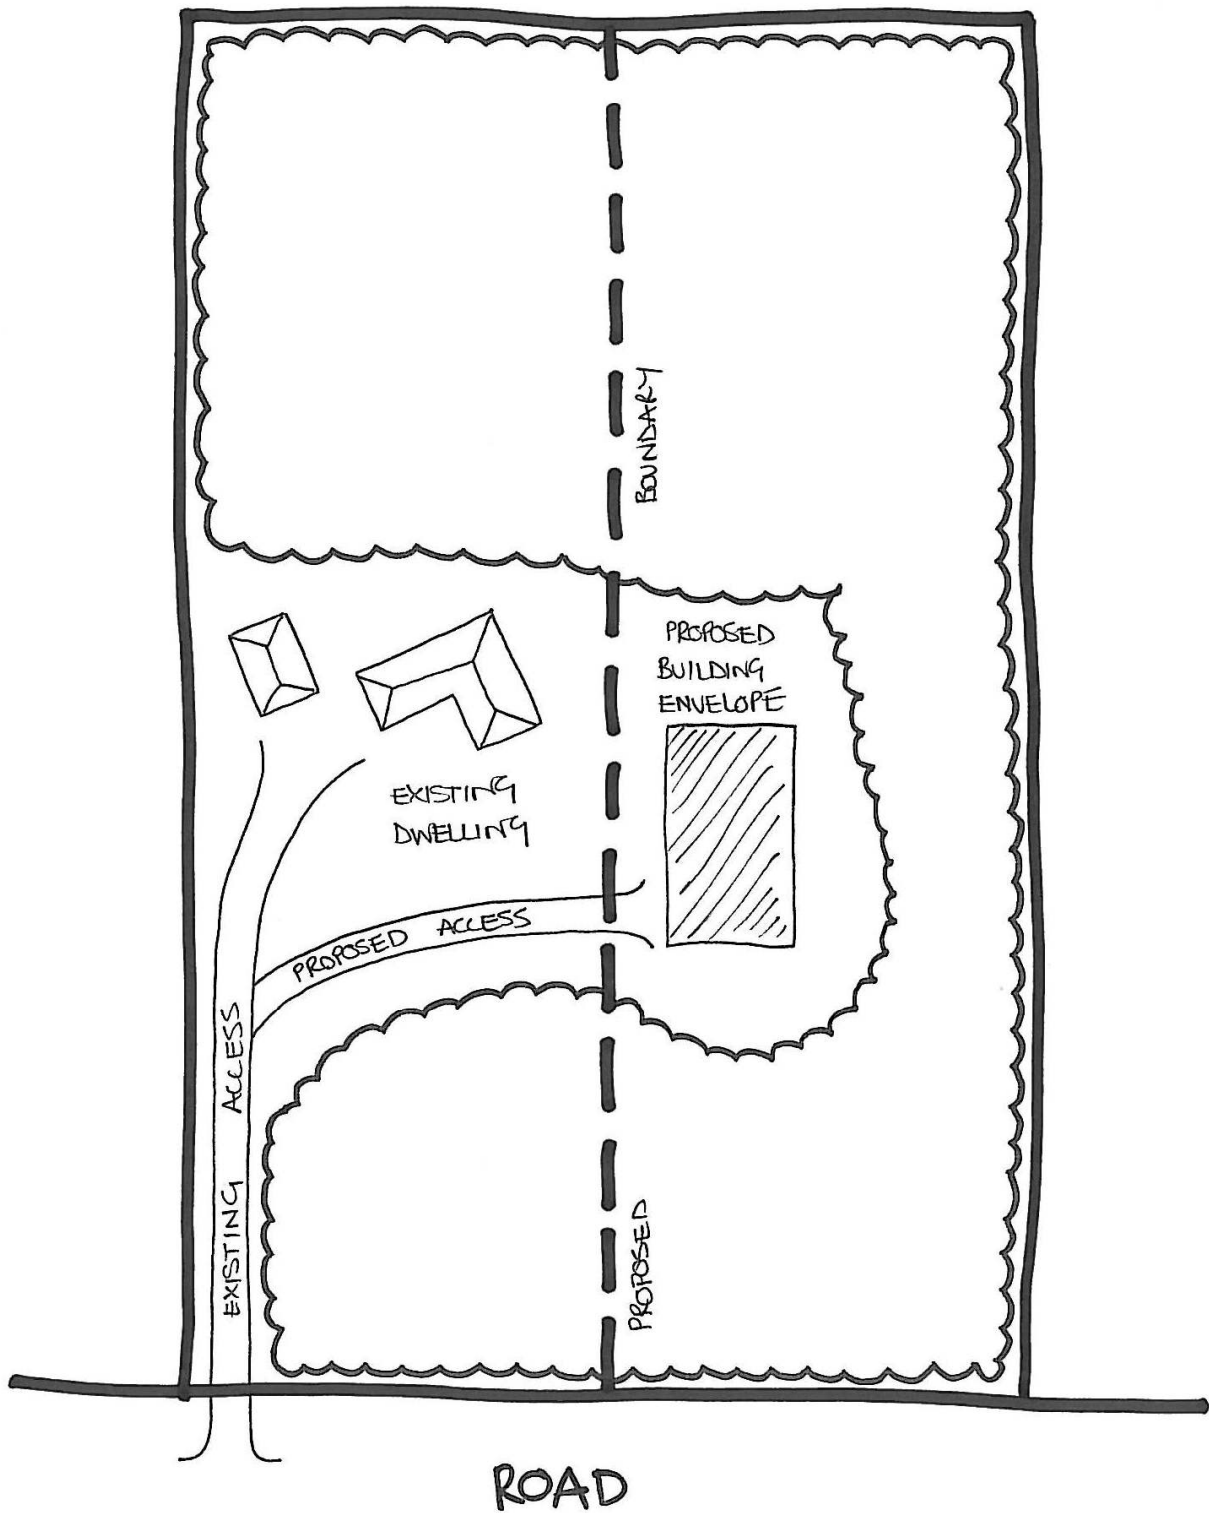 BOUNDARY
PROPOSED
BUILDING
ENVELOPE
EXISTING
DWELLING
PROPOSED ACCESS
EXISTING ACCESS
PROPOSED
ROAD